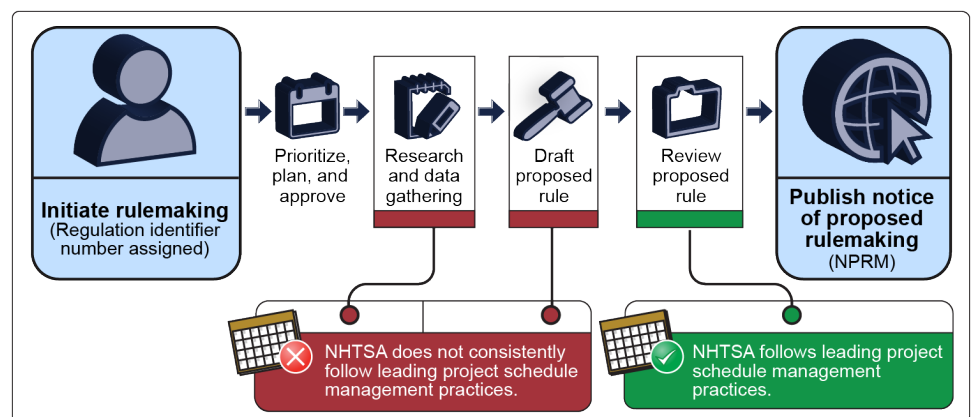 Initiate rulemaking
(Regulation identifier
number assigned)
Prioritize,
plan, and
approve
Research
and data
gathering
Draft
proposed
rule
Review
proposed
rule
Publish notice
of proposed
rulemaking
(NPRM)
NHTSA does not consistently
follow leading project schedule
management practices.
NHTSA follows leading project
schedule management
practices.